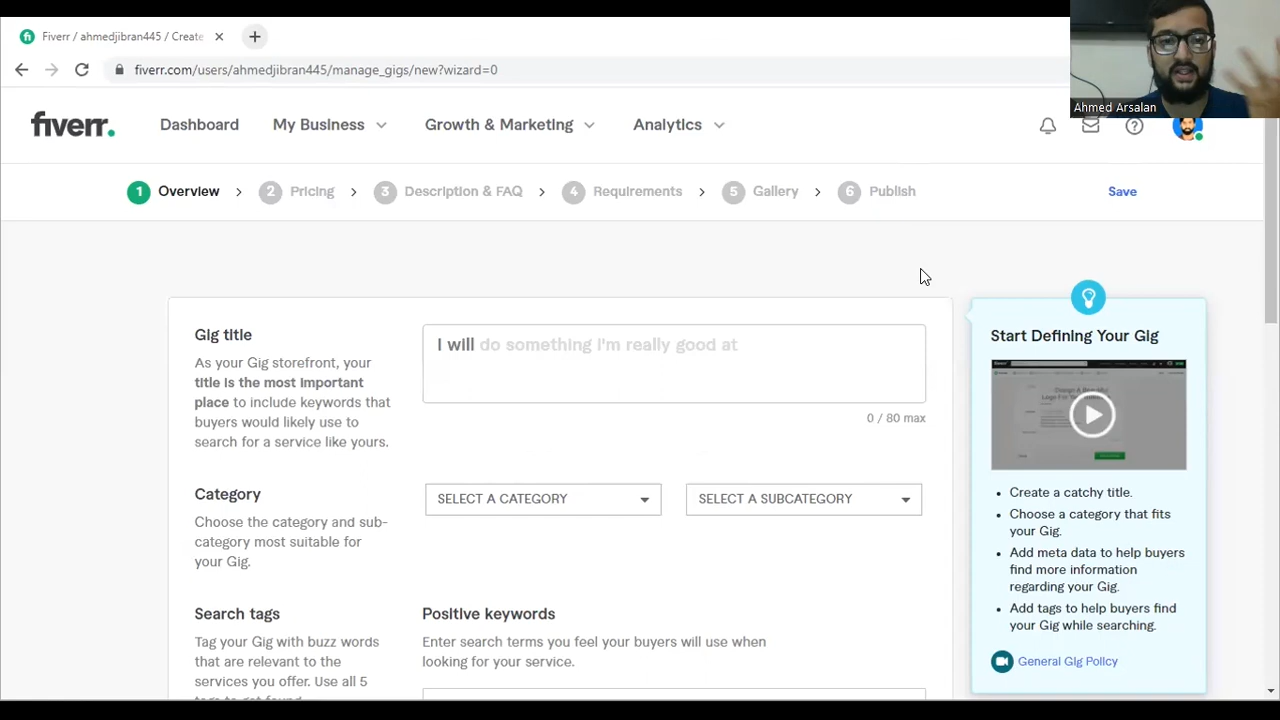 Fiverr / ahmedjibran445 / Create
fiverr.com/users/ahmedjibran445/manage_gigs/new?wizard=0
Ahmed Arsalan
fiverr.
Dashboard
My Business
Growth & Marketing
Analytics
1 Overview
2 Pricing
3 Description & FAQ
4 Requirements
5 Gallery
6 Publish
Save
Gig title
As your Gig storefront, your
title is the most important
place to include keywords that
buyers would likely use to
search for a service like yours.
I will do something I'm really good at
0 / 80 max
Category
Choose the category and sub-
category most suitable for
your Gig.
SELECT A CATEGORY
SELECT A SUBCATEGORY
Search tags
Tag your Gig with buzz words
that are relevant to the
services you offer. Use all 5
tags to get found.
Positive keywords
Enter search terms you feel your buyers will use when
looking for your service.
Start Defining Your Gig
Create a catchy title.
Choose a category that fits
your Gig.
Add meta data to help buyers
find more information
regarding your Gig.
Add tags to help buyers find
your Gig while searching.
General Gig Policy